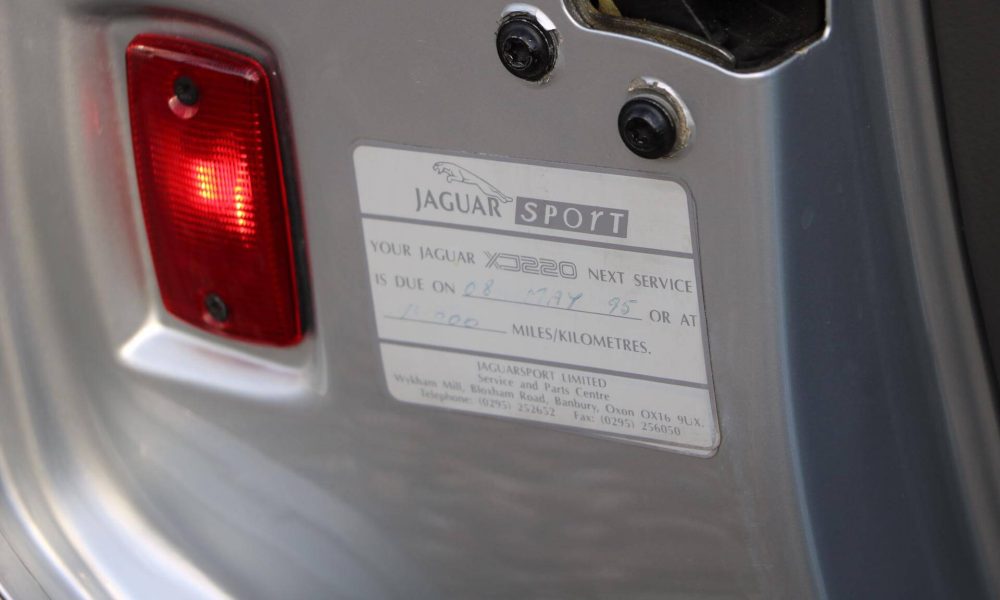 JAGUAR SPORT
YOUR JAGUAR XJ220 NEXT SERVICE
IS DUE ON 08 MAY 95 OR AT
MILES/KILOMETRES.
JAGUARSPORT LIMITED
Service and Parts Centre
Wykham Mill, Bloxham Road, Banbury, Oxon OX16 9UX.
Telephone: (0295) 252652 Fax: (0295) 256050